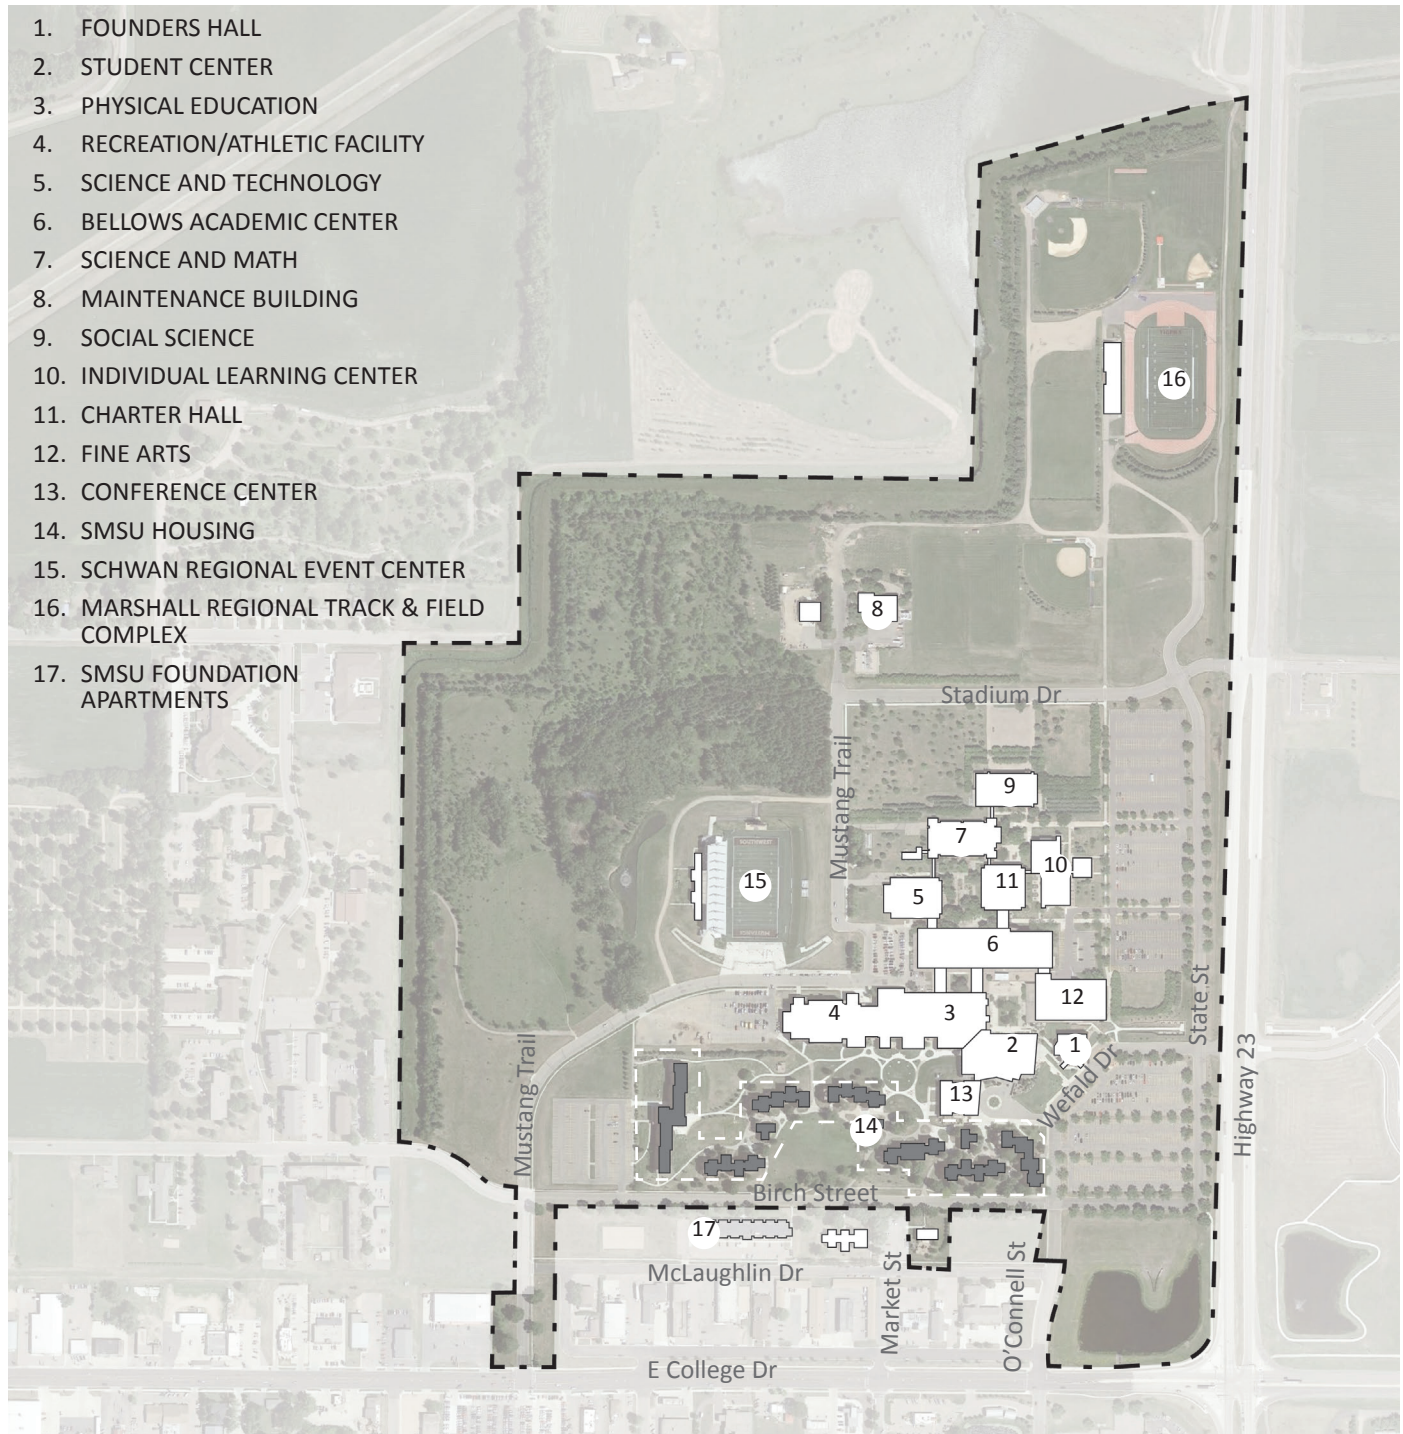 1. FOUNDERS HALL
2. STUDENT CENTER
3. PHYSICAL EDUCATION
4. RECREATION/ATHLETIC FACILITY
5. SCIENCE AND TECHNOLOGY
6. BELLOWS ACADEMIC CENTER
7. SCIENCE AND MATH
8. MAINTENANCE BUILDING
9. SOCIAL SCIENCE
10. INDIVIDUAL LEARNING CENTER
11. CHARTER HALL
12. FINE ARTS
13. CONFERENCE CENTER
14. SMSU HOUSING
15. SCHWAN REGIONAL EVENT CENTER
16. MARSHALL REGIONAL TRACK & FIELD
COMPLEX
17. SMSU FOUNDATION
APARTMENTS
16
8
Stadium Dr
Mustang Trail
9
7
10
15
5
11
6
12
State St
4
3
2
1
Highway 23
Mustang Trail
13
Wefald Dr
14
Birch Street
17
McLaughlin Dr
Market St
O'Connell St
E College Dr